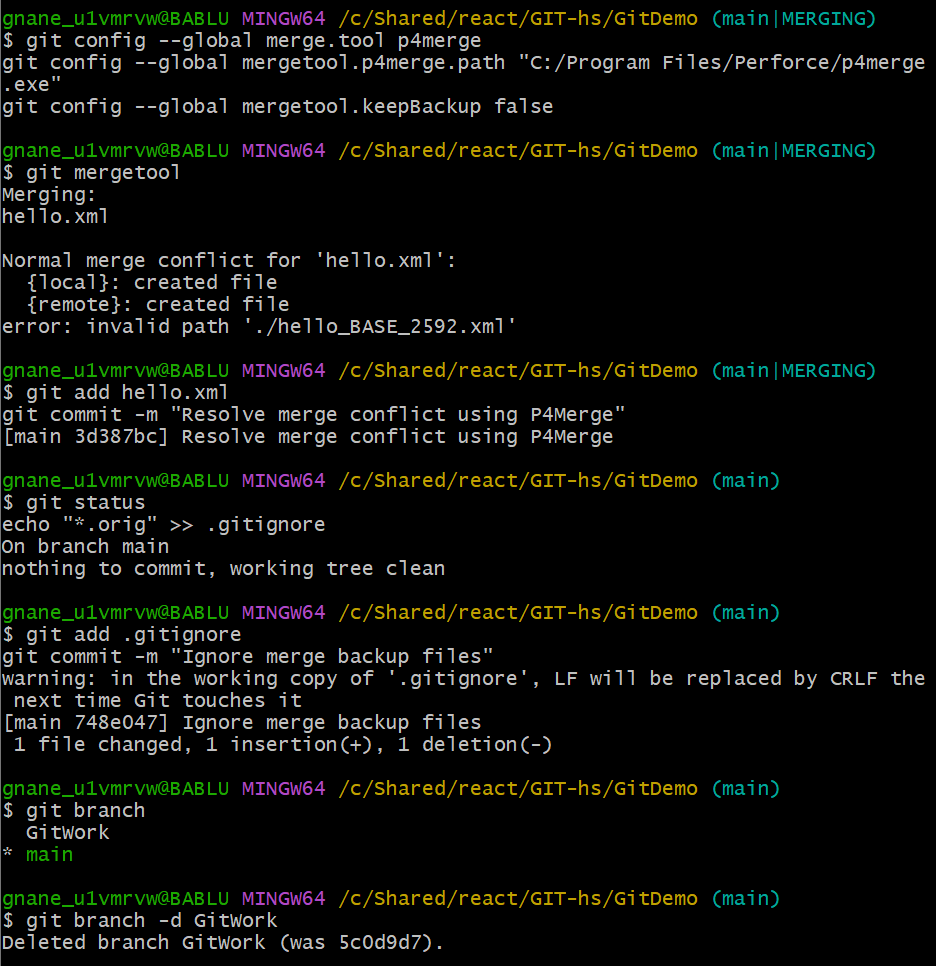 gnane_u1vmrvw@BABLU MINGW64 /c/Shared/react/GIT-hs/GitDemo (main|MERGING)
$ git config --global merge.tool p4merge
git config --global mergetool.p4merge.path "C:/Program Files/Perforce/p4merge
.exe"
git config --global mergetool.keepBackup false

gnane_u1vmrvw@BABLU MINGW64 /c/Shared/react/GIT-hs/GitDemo (main|MERGING)
$ git mergetool
Merging:
hello.xml

Normal merge conflict for 'hello.xml':
  {local}: created file
  {remote}: created file
error: invalid path './hello_BASE_2592.xml'

gnane_u1vmrvw@BABLU MINGW64 /c/Shared/react/GIT-hs/GitDemo (main|MERGING)
$ git add hello.xml
git commit -m "Resolve merge conflict using P4Merge"
[main 3d387bc] Resolve merge conflict using P4Merge

gnane_u1vmrvw@BABLU MINGW64 /c/Shared/react/GIT-hs/GitDemo (main)
$ git status
echo "*.orig" >> .gitignore
On branch main
nothing to commit, working tree clean

gnane_u1vmrvw@BABLU MINGW64 /c/Shared/react/GIT-hs/GitDemo (main)
$ git add .gitignore
git commit -m "Ignore merge backup files"
warning: in the working copy of '.gitignore', LF will be replaced by CRLF the
 next time Git touches it
[main 748e047] Ignore merge backup files
 1 file changed, 1 insertion(+), 1 deletion(-)

gnane_u1vmrvw@BABLU MINGW64 /c/Shared/react/GIT-hs/GitDemo (main)
$ git branch
  GitWork
* main

gnane_u1vmrvw@BABLU MINGW64 /c/Shared/react/GIT-hs/GitDemo (main)
$ git branch -d GitWork
Deleted branch GitWork (was 5c0d9d7).